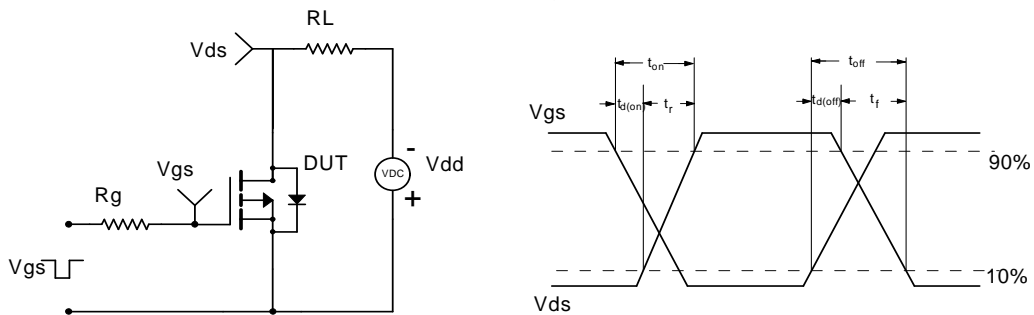 RL
Vds
-
Vgs
DUT
VDC
Vdd
Rg
+
Vgs
ton
toff
td(on)
tr
td(off)
tf
Vgs
90%
10%
Vds